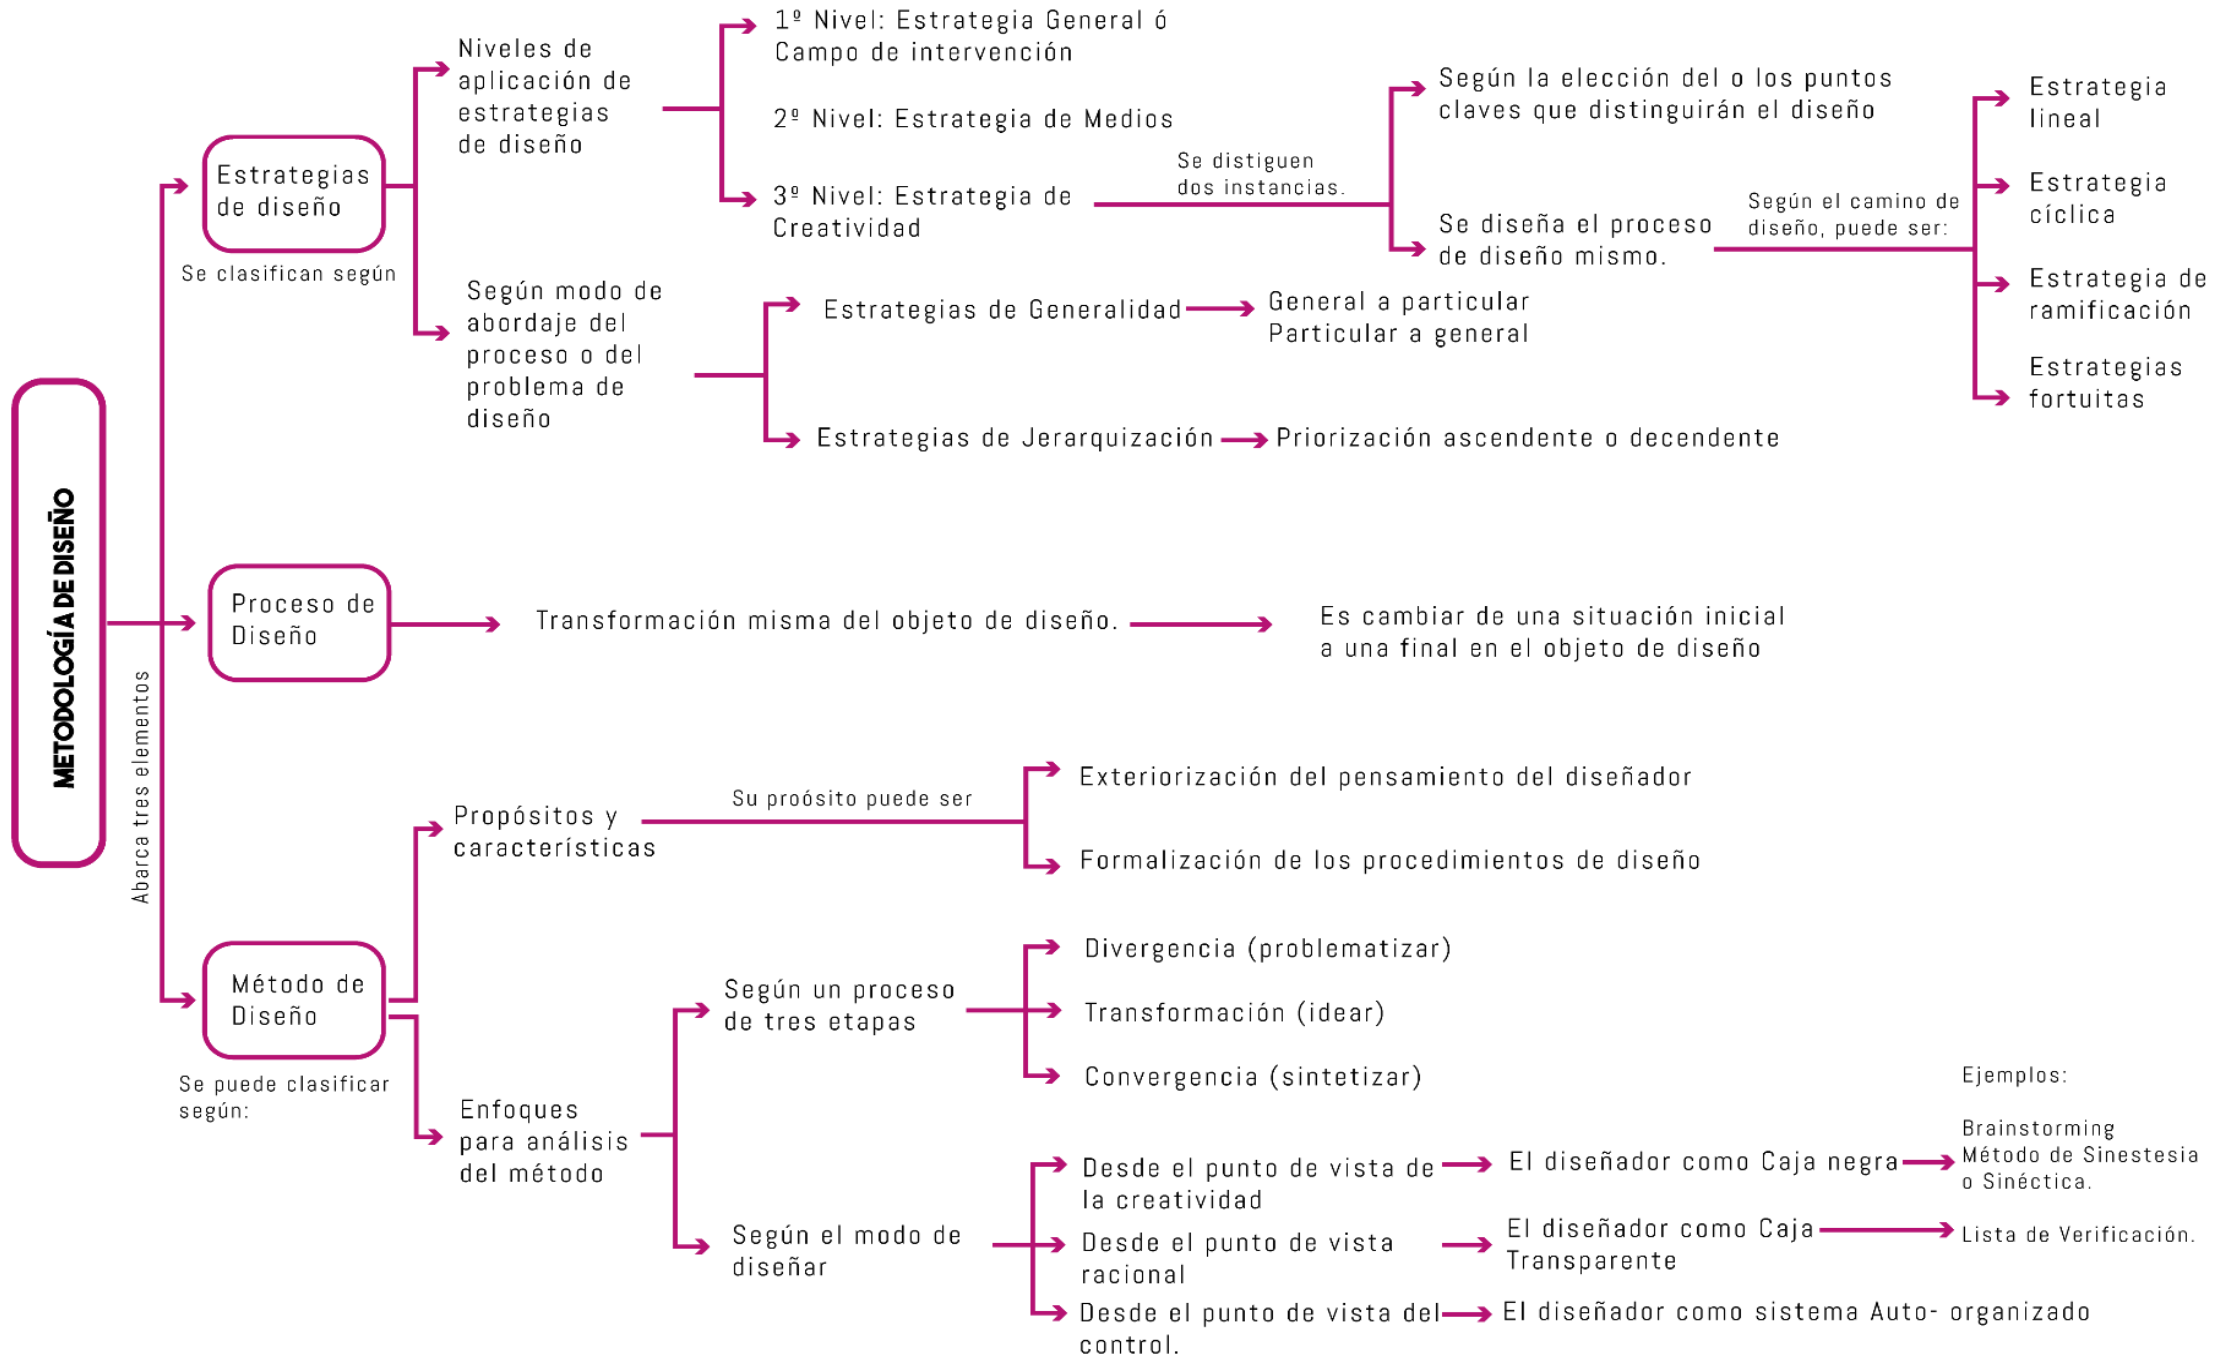 METODOLOGÍA DE DISEÑO
Abarca tres elementos
Estrategias
de diseño
Se clasifican según
Niveles de
aplicación de
estrategias
de diseño
1º Nivel: Estrategia General ó
Campo de intervención
2º Nivel: Estrategia de Medios
3º Nivel: Estrategia de
Creatividad
Se distiguen
dos instancias.
Según la elección del o los puntos
claves que distinguirán el diseño
Se diseña el proceso
de diseño mismo.
Según el camino de
diseño, puede ser:
Estrategia
lineal
Estrategia
cíclica
Estrategia de
ramificación
Estrategias
fortuitas
Según modo de
abordaje del
proceso o del
problema de
diseño
Estrategias de Generalidad
General a particular
Particular a general
Estrategias de Jerarquización
Priorización ascendente o decendente
Proceso de
Diseño
Transformación misma del objeto de diseño.
Es cambiar de una situación inicial
a una final en el objeto de diseño
Método de
Diseño
Se puede clasificar
según:
Propósitos y
características
Su proósito puede ser
Exteriorización del pensamiento del diseñador
Formalización de los procedimientos de diseño
Enfoques
para análisis
del método
Según un proceso
de tres etapas
Divergencia (problematizar)
Transformación (idear)
Convergencia (sintetizar)
Según el modo de
diseñar
Desde el punto de vista de
la creatividad
El diseñador como Caja negra
Ejemplos:
Brainstorming
Método de Sinestesia
o Sinéctica.
Desde el punto de vista
racional
El diseñador como Caja
Transparente
Lista de Verificación.
Desde el punto de vista del
control.
El diseñador como sistema Auto- organizado